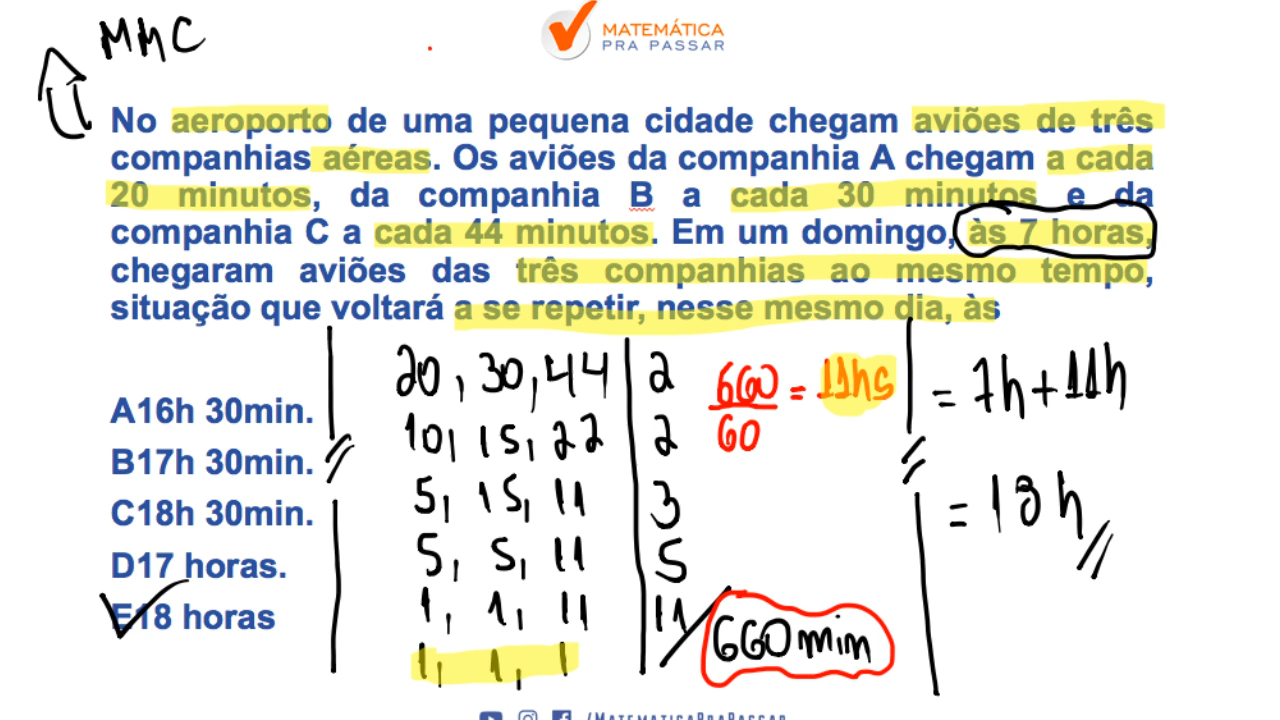 MMC
MATEMÁTICA
PRA PASSAR
No aeroporto de uma pequena cidade chegam aviões de três
companhias aéreas. Os aviões da companhia A chegam a cada
20 minutos, da companhia B a cada 30 minutos e da
companhia C a cada 44 minutos. Em um domingo, às 7 horas,
chegaram aviões das três companhias ao mesmo tempo,
situação que voltará a se repetir, nesse mesmo dia, às
A16h 30min.
B17h 30min.
C18h 30min.
D17 horas.
E18 horas
20, 30, 44 | 2
10, 15, 22 | 2
5, 15, 11 | 3
5, 5, 11 | 5
1, 1, 11 | 11
1, 1, 1
660min
660/60 = 11hs
= 7h + 11h
= 18h
/MATEMATICAPRAPASSAR